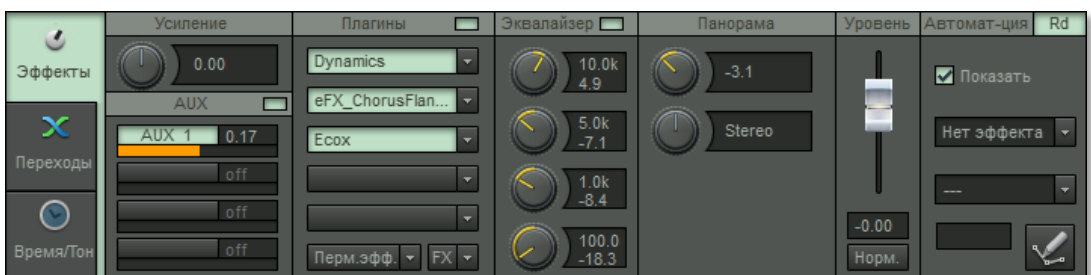 Эффекты
Переходы
Время/Тон
Усиление
0.00
AUX
AUX 1 0.17
off
off
off
Плагины
Dynamics
eFX_ChorusFlan...
Ecox
Перм.эфф. FX
Эквалайзер
10.0k
4.9
5.0k
-7.1
1.0k
-8.4
100.0
-18.3
Панорама
-3.1
Stereo
Уровень
-0.00
Норм.
Автомат-ция Rd
Показать
Нет эффекта
---